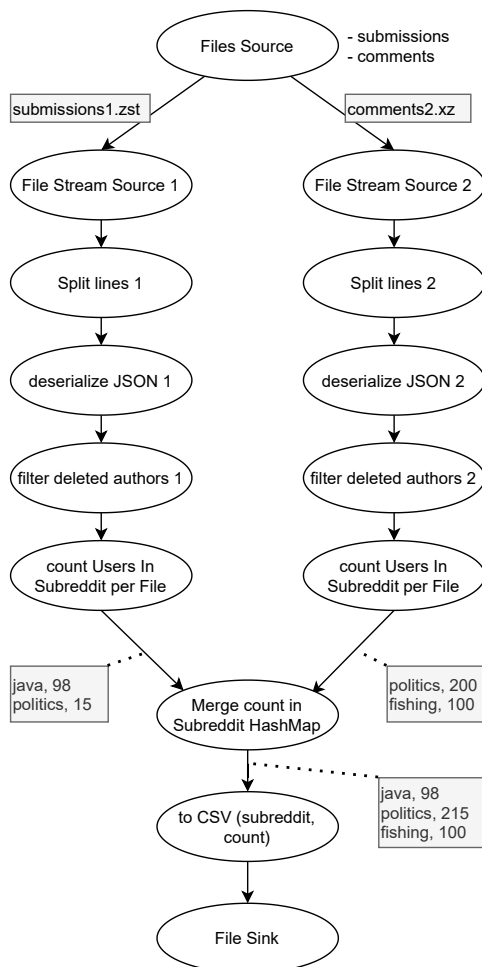 Files Source
- submissions
- comments
submissions1.zst
comments2.xz
File Stream Source 1
File Stream Source 2
Split lines 1
Split lines 2
deserialize JSON 1
deserialize JSON 2
filter deleted authors 1
filter deleted authors 2
count Users In
Subreddit per File
count Users In
Subreddit per File
java, 98
politics, 15
politics, 200
fishing, 100
Merge count in
Subreddit HashMap
java, 98
politics, 215
fishing, 100
to CSV (subreddit,
count)
File Sink